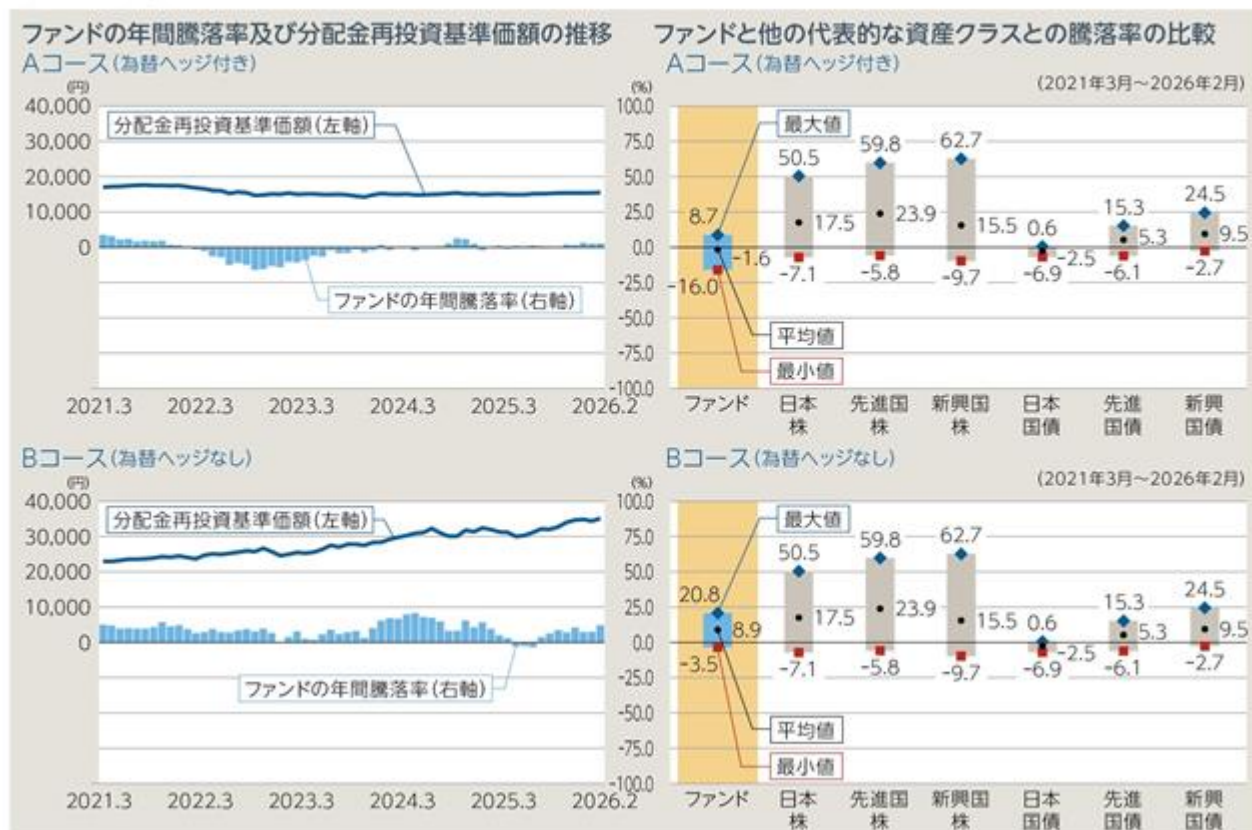 ファンドの年間騰落率及び分配金再投資基準価額の推移
Aコース(為替ヘッジ付き)
(円)
(%)
40,000
30,000
20,000
10,000
0
100.0
75.0
50.0
25.0
0.0
-25.0
-50.0
-75.0
-100.0
分配金再投資基準価額(左軸)
ファンドの年間騰落率(右軸)
2021.3 2022.3 2023.3 2024.3 2025.3 2026.2
ファンドと他の代表的な資産クラスとの騰落率の比較
Aコース(為替ヘッジ付き)
(2021年3月～2026年2月)
最大値
平均値
最小値
8.7 50.5 59.8 62.7 0.6 15.3 24.5
-1.6 17.5 23.9 15.5 -2.5 5.3 9.5
-16.0 -7.1 -5.8 -9.7 -6.9 -6.1 -2.7
ファンド 日本 先進国 新興国 日本 先進 新興
株 株 株 国債 国債 国債
Bコース(為替ヘッジなし)
(円)
(%)
40,000
30,000
20,000
10,000
0
100.0
75.0
50.0
25.0
0.0
-25.0
-50.0
-75.0
-100.0
分配金再投資基準価額(左軸)
ファンドの年間騰落率(右軸)
2021.3 2022.3 2023.3 2024.3 2025.3 2026.2
Bコース(為替ヘッジなし)
(2021年3月～2026年2月)
最大値
平均値
最小値
20.8 50.5 59.8 62.7 0.6 15.3 24.5
8.9 17.5 23.9 15.5 -2.5 5.3 9.5
-3.5 -7.1 -5.8 -9.7 -6.9 -6.1 -2.7
ファンド 日本 先進国 新興国 日本 先進 新興
株 株 株 国債 国債 国債